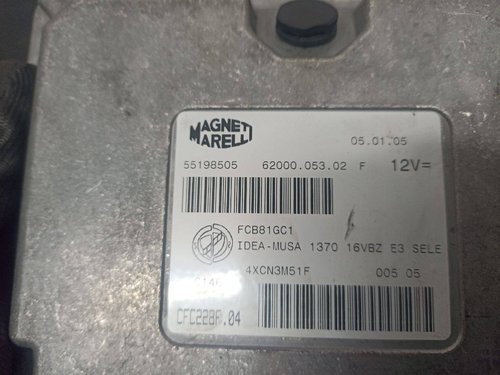 MAGNETI
MARELLI
05.01.05
55198505 62000.053.02 F 12V=
FCB81GC1
IDEA-MUSA 1370 16VBZ E3 SELE
4XCN3M51F 005 05
CFC228F.04